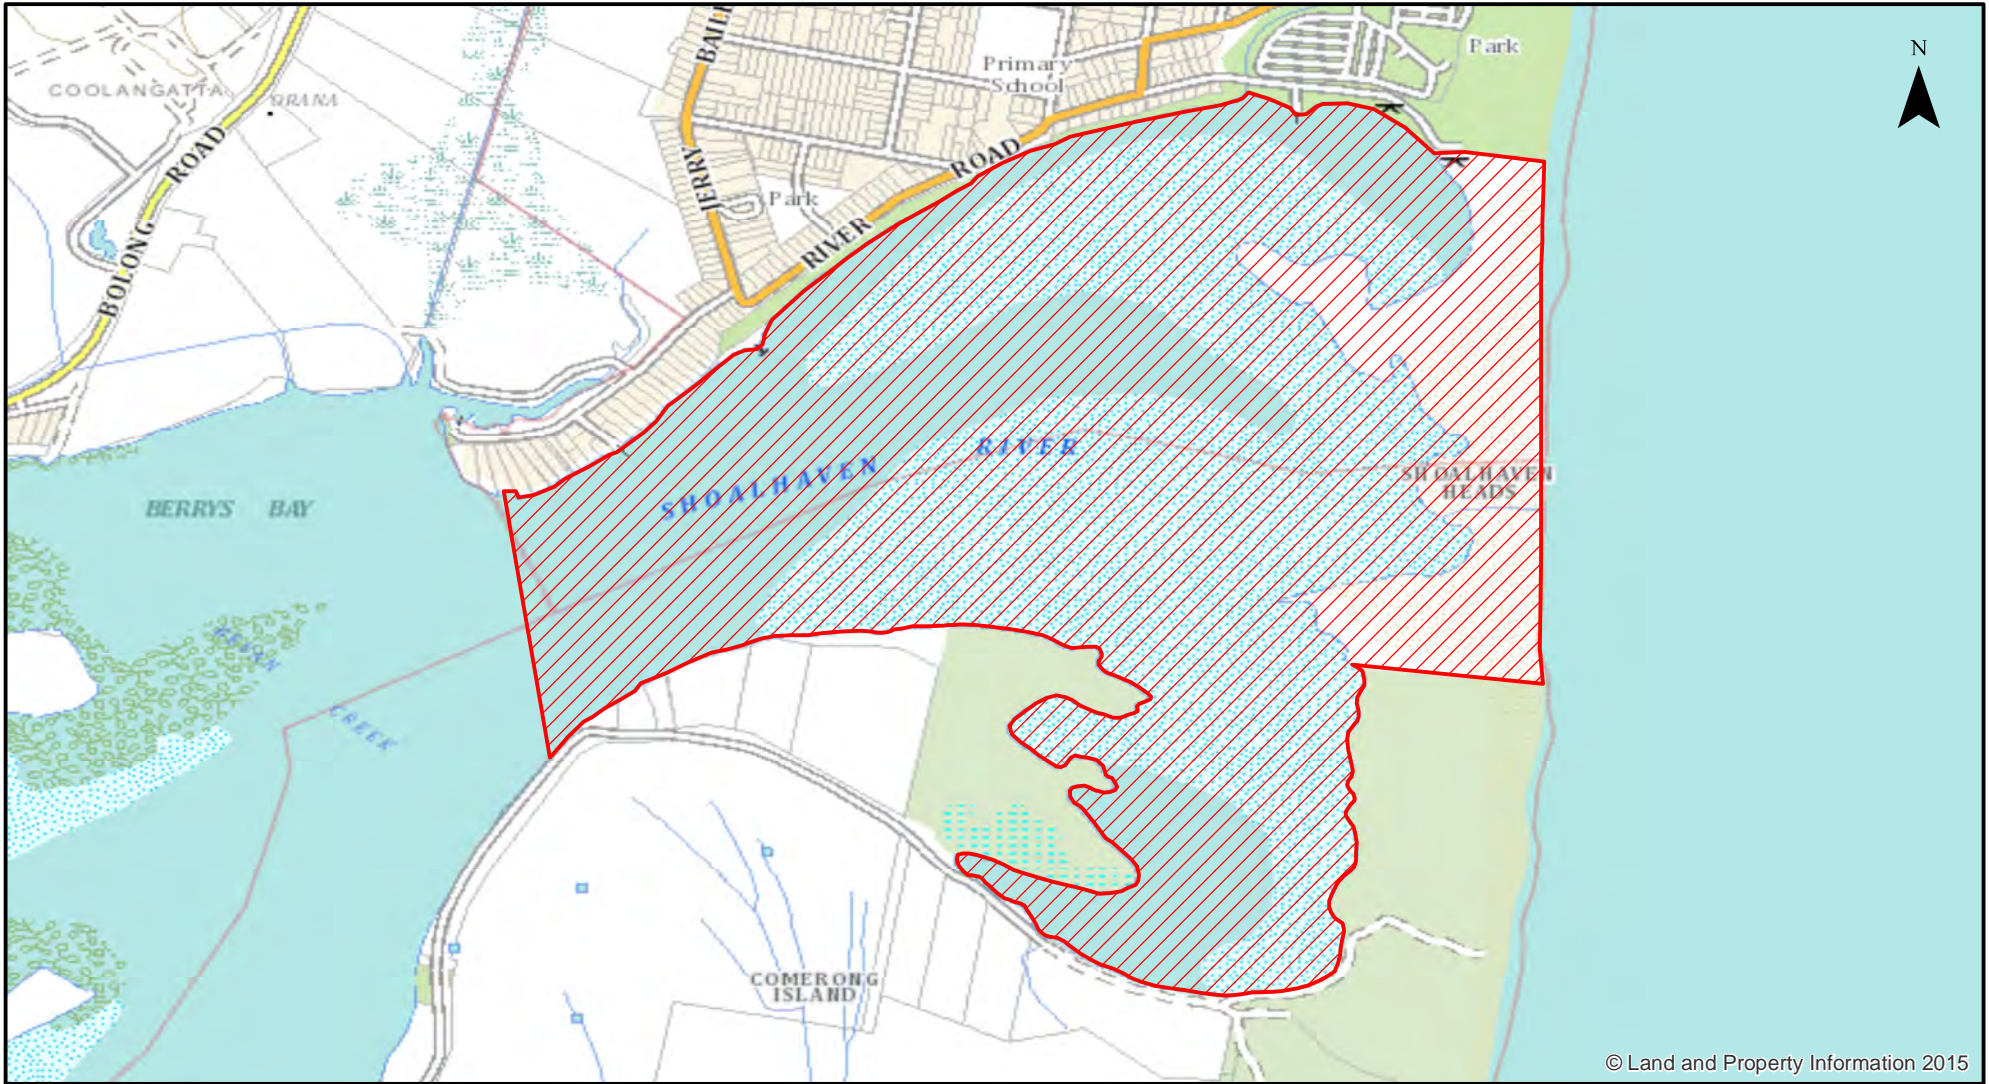 N
Park
Primary
School
COOLANGATTA
ORANA
BOLONG ROAD
JERRY BAIL
Park
RIVER ROAD
SHOALHAVEN RIVER
SHOALHAVEN
HEADS
BERRYS BAY
CREEK
COMERONG
ISLAND
© Land and Property Information 2015